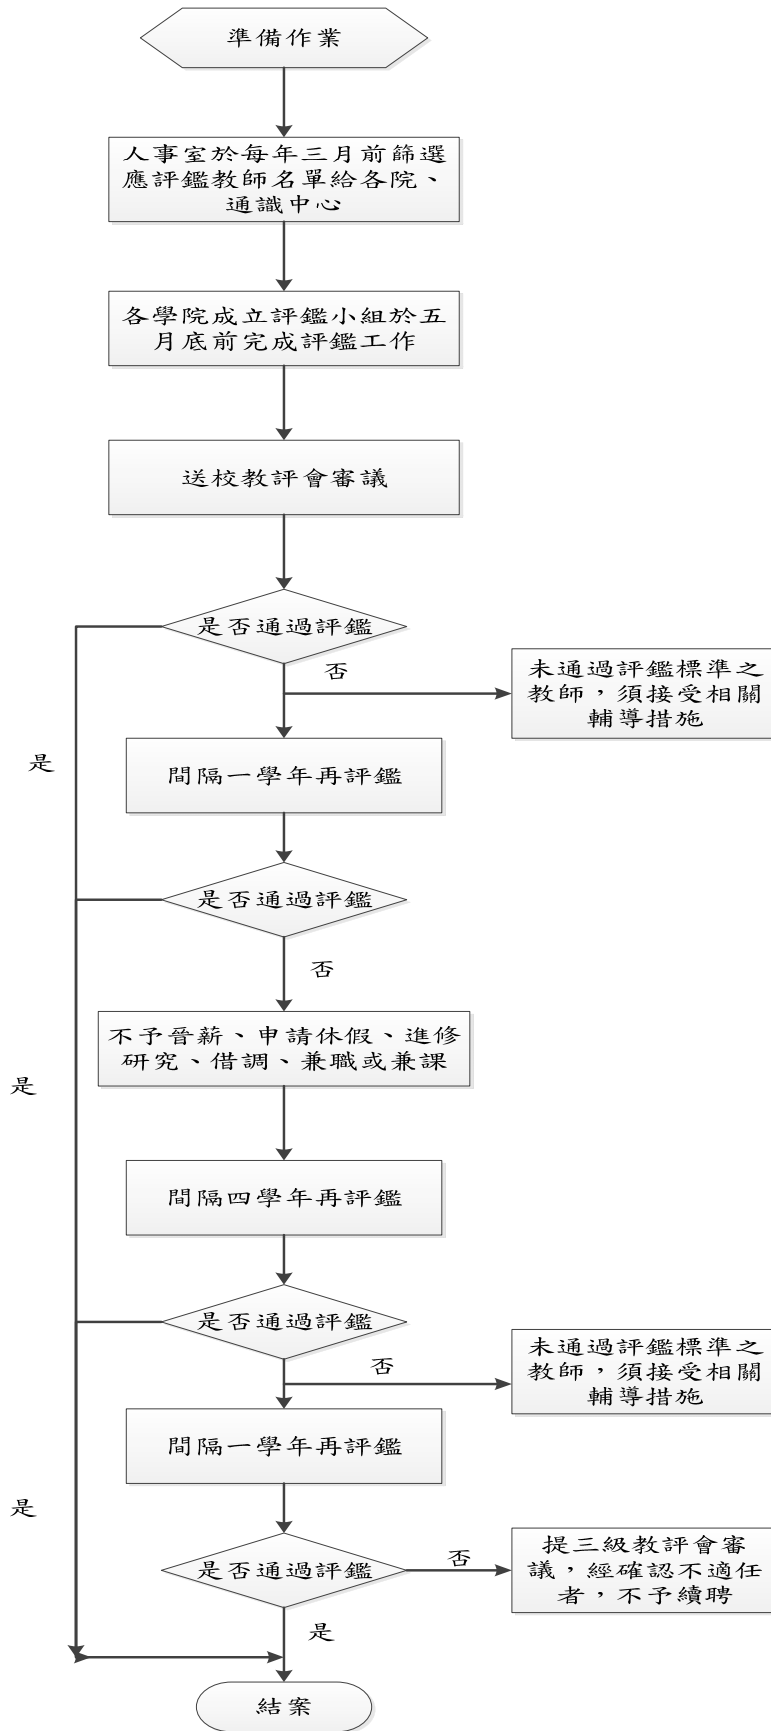 準備作業
人事室於每年三月前篩選
應評鑑教師名單給各院、
通識中心
各學院成立評鑑小組於五
月底前完成評鑑工作
送校教評會審議
是否通過評鑑
否
未通過評鑑標準之
教師，須接受相關
輔導措施
是
間隔一學年再評鑑
是否通過評鑑
否
不予晉薪、申請休假、進修
研究、借調、兼職或兼課
是
間隔四學年再評鑑
是否通過評鑑
否
未通過評鑑標準之
教師，須接受相關
輔導措施
間隔一學年再評鑑
是
是否通過評鑑
否
提三級教評會審
議，經確認不適任
者，不予續聘
是
結案